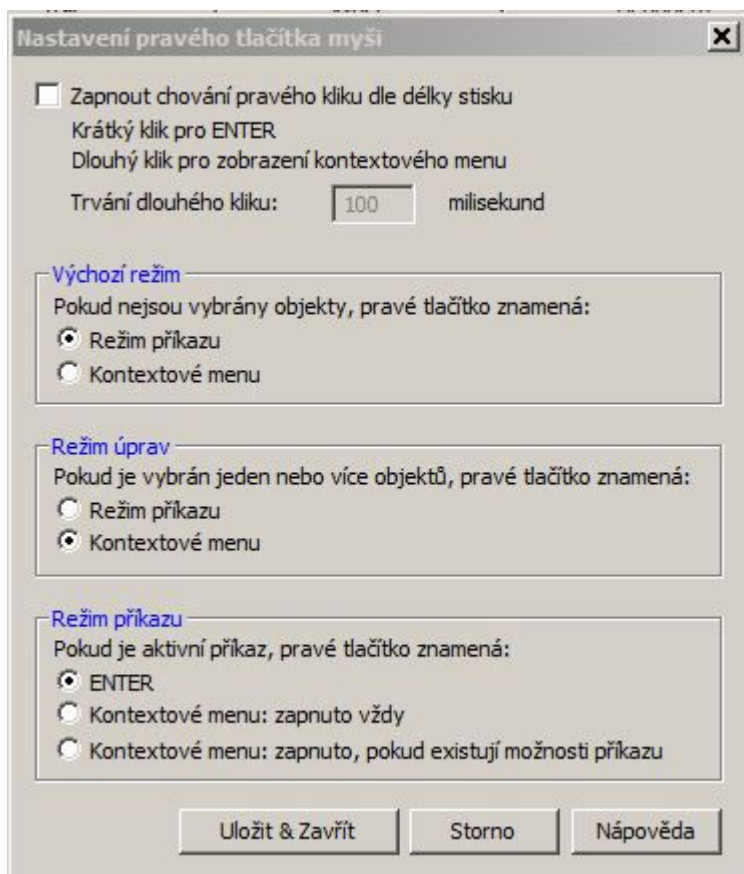 Nastavení pravého tlačítka myši
Zapnout chování pravého kliku dle délky stisku
Krátký klik pro ENTER
Dlouhý klik pro zobrazení kontextového menu
Trvání dlouhého kliku: 100 milisekund
Výchozí režim
Pokud nejsou vybrány objekty, pravé tlačítko znamená:
Režim příkazu
Kontextové menu
Režim úprav
Pokud je vybrán jeden nebo více objektů, pravé tlačítko znamená:
Režim příkazu
Kontextové menu
Režim příkazu
Pokud je aktivní příkaz, pravé tlačítko znamená:
ENTER
Kontextové menu: zapnuto vždy
Kontextové menu: zapnuto, pokud existují možnosti příkazu
Uložit & Zavřít Storno Nápověda